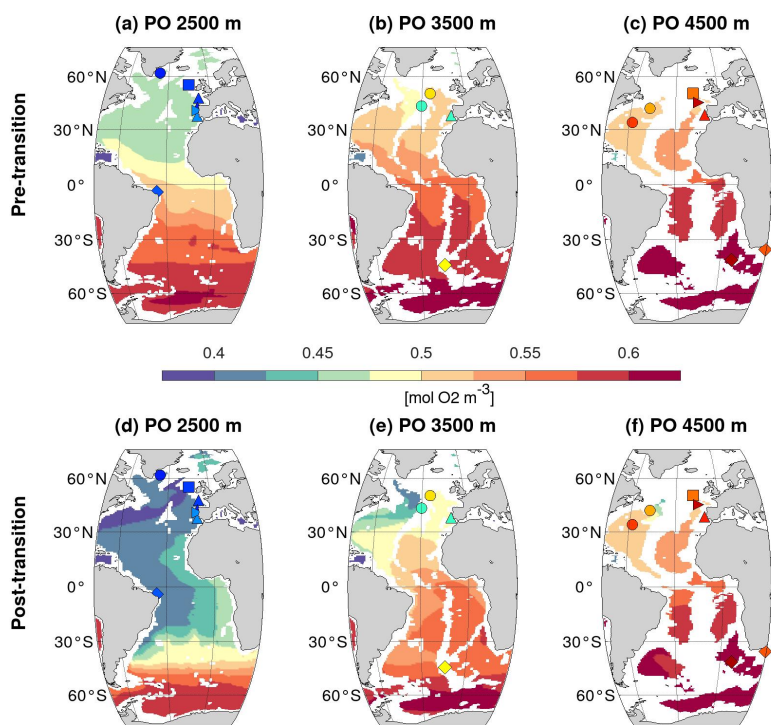 (a) PO 2500 m (b) PO 3500 m (c) PO 4500 m
Pre-transition
60°N 60°N 60°N
30°N 30°N 30°N
0° 0° 0°
30°S 30°S 30°S
60°S 60°S 60°S
0.4 0.45 0.5 0.55 0.6
[mol O2 m-3]
(d) PO 2500 m (e) PO 3500 m (f) PO 4500 m
Post-transition
60°N 60°N 60°N
30°N 30°N 30°N
0° 0° 0°
30°S 30°S 30°S
60°S 60°S 60°S